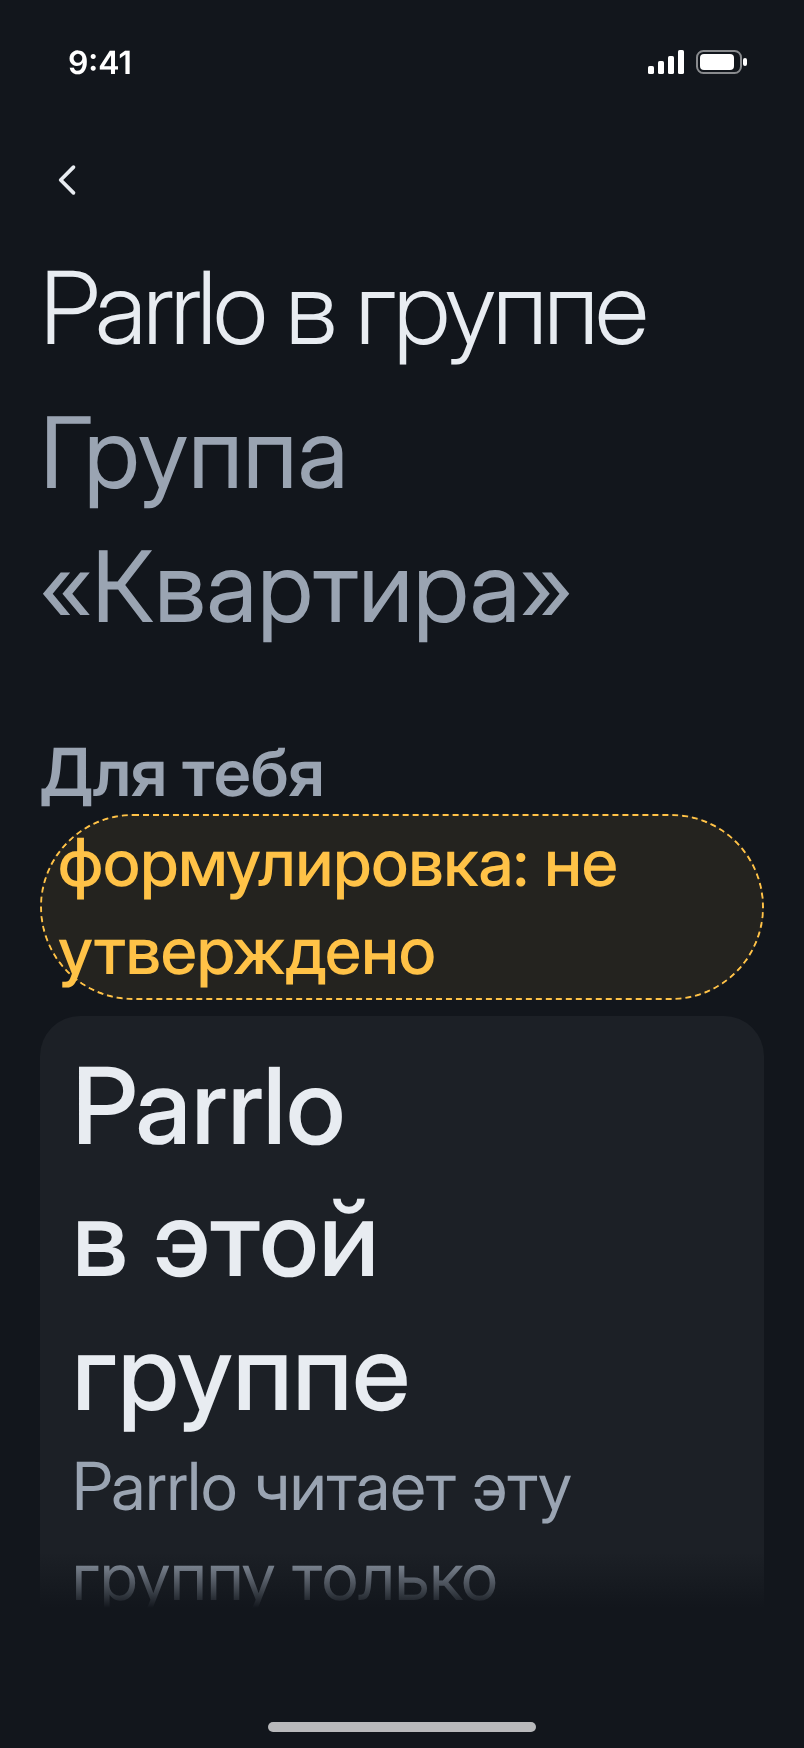 9:41
Parrlo в группе
Группа
«Квартира»
Для тебя
формулировка: не
утверждено
Parrlo
в этой
группе
Parrlo читает эту
группу только